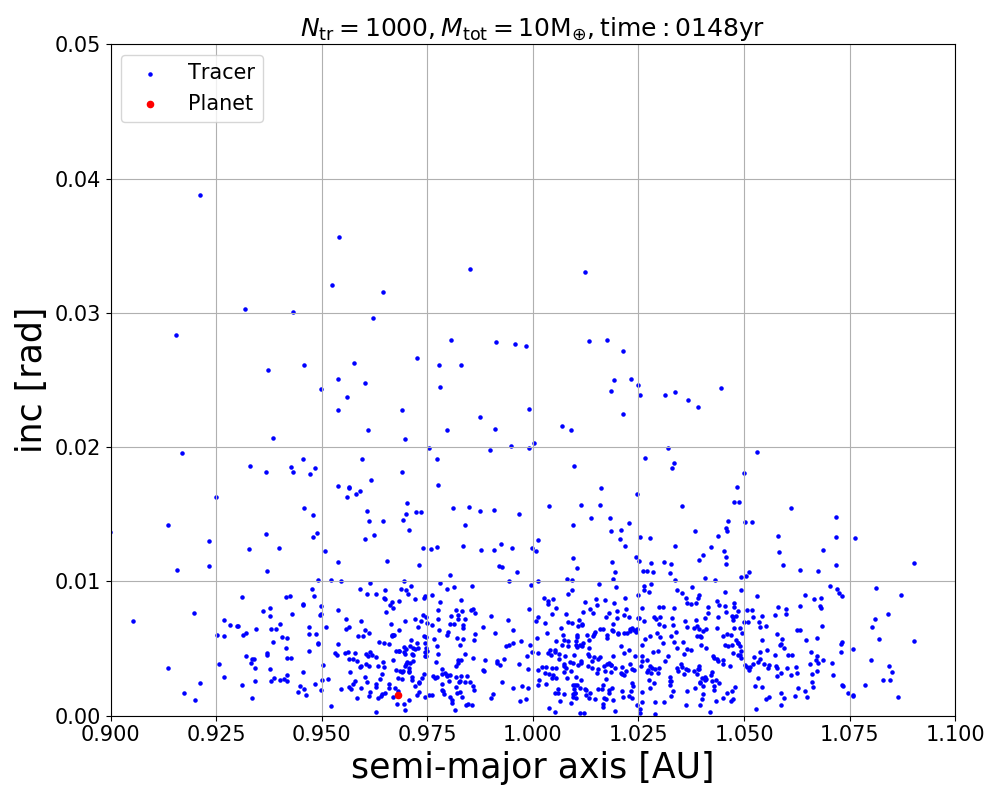 N_tr = 1000, M_tot = 10M_⊕, time : 0148yr
Tracer
Planet
0.05
0.04
0.03
0.02
0.01
0.00
inc [rad]
0.900 0.925 0.950 0.975 1.000 1.025 1.050 1.075 1.100
semi-major axis [AU]